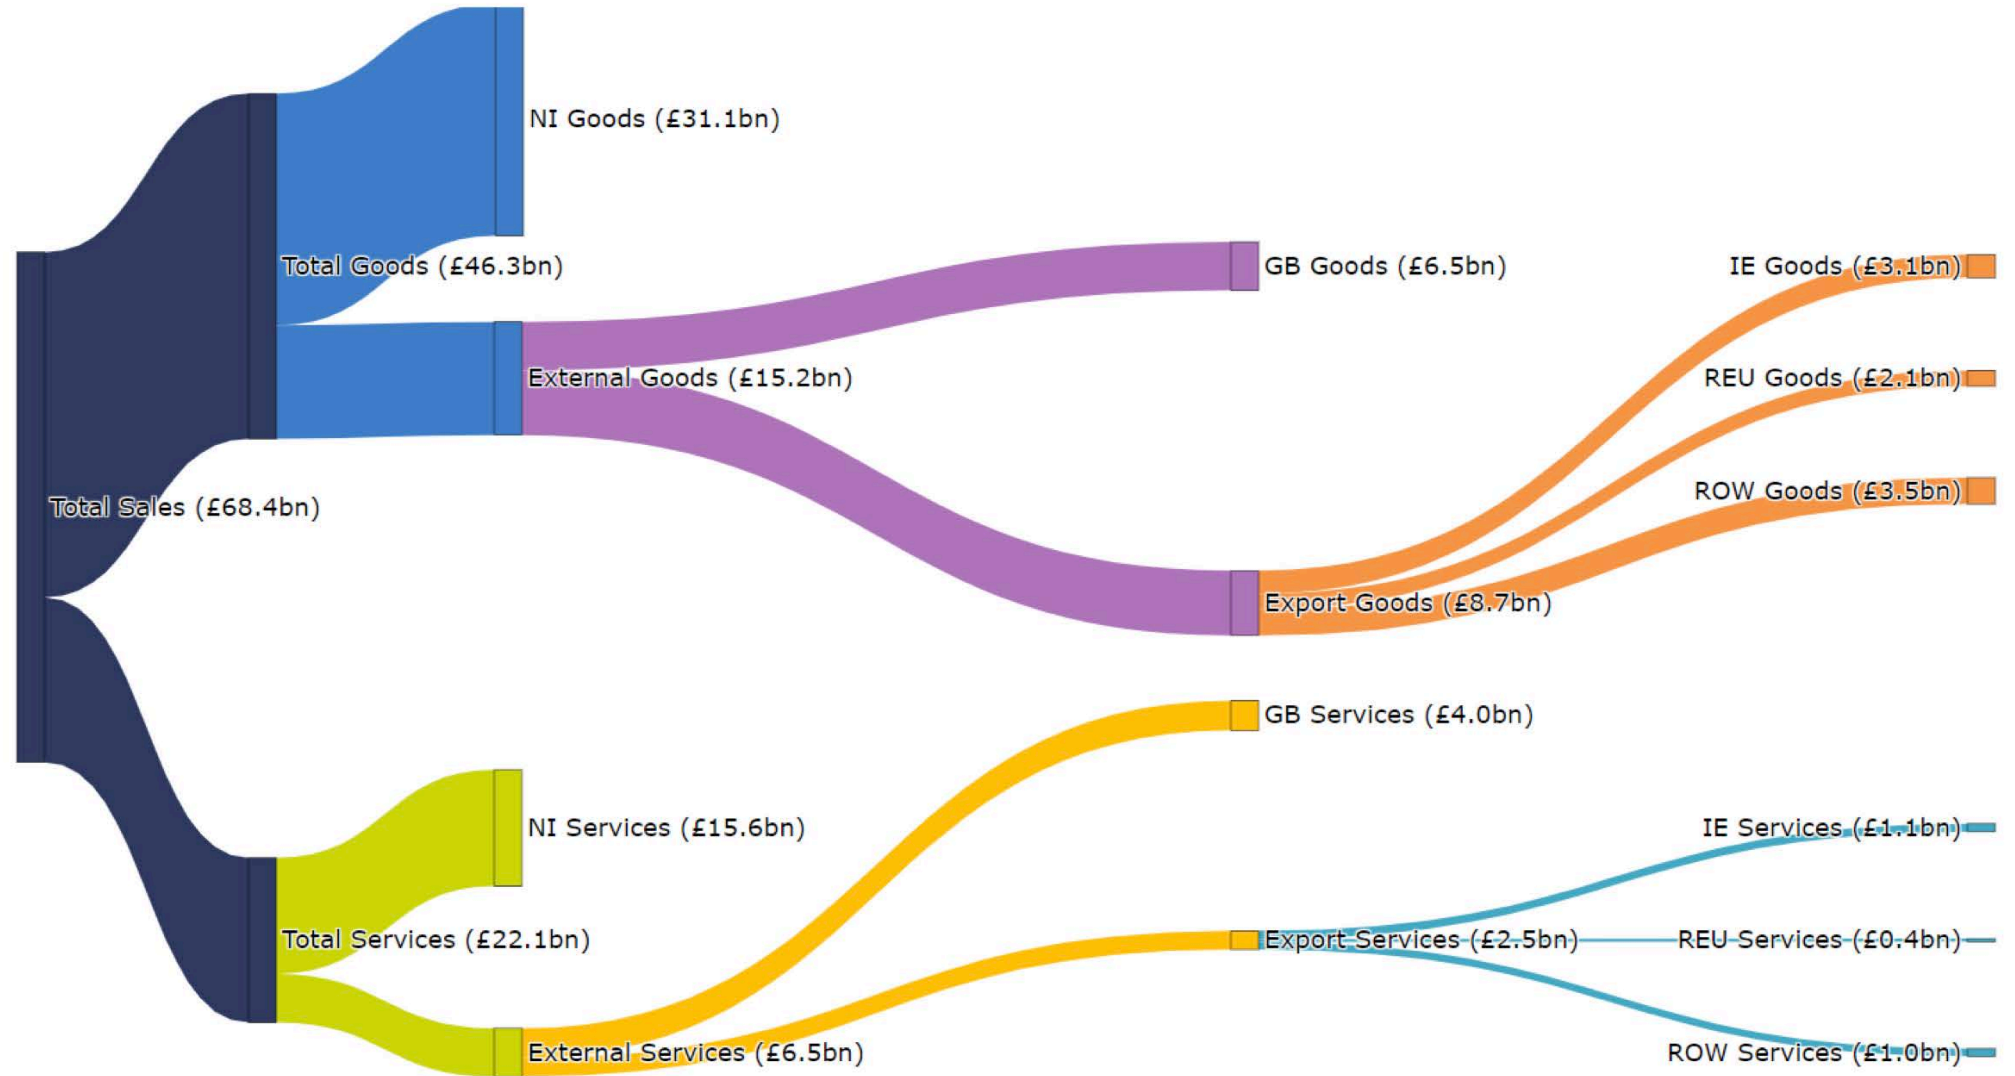 NI Goods (£31.1bn)
Total Goods (£46.3bn)
GB Goods (£6.5bn)
IE Goods (£3.1bn)
External Goods (£15.2bn)
REU Goods (£2.1bn)
ROW Goods (£3.5bn)
Total Sales (£68.4bn)
Export Goods (£8.7bn)
GB Services (£4.0bn)
NI Services (£15.6bn)
IE Services (£1.1bn)
Total Services (£22.1bn)
Export Services (£2.5bn)
REU Services (£0.4bn)
External Services (£6.5bn)
ROW Services (£1.0bn)